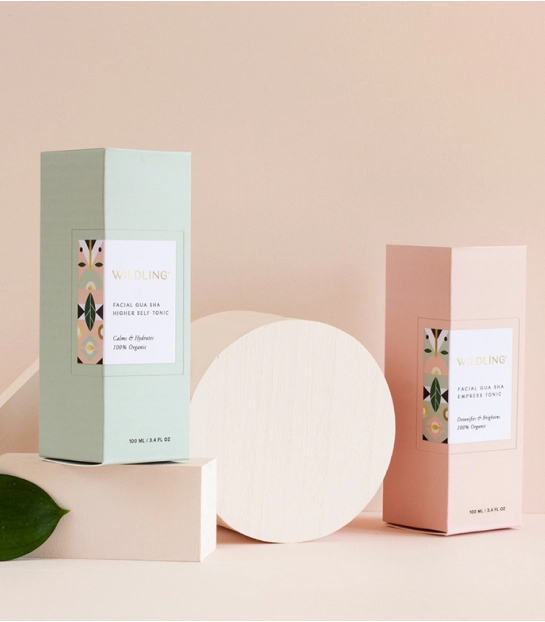 WILDLING
FACIAL GUA SHA
HIGHER SELF TONIC
Calms & Hydrates
100% Organic
100 ML / 3.4 FL OZ
WILDLING
FACIAL GUA SHA
EMPRESS TONIC
Detoxifies & Brightens
100% Organic
100 ML / 3.4 FL OZ